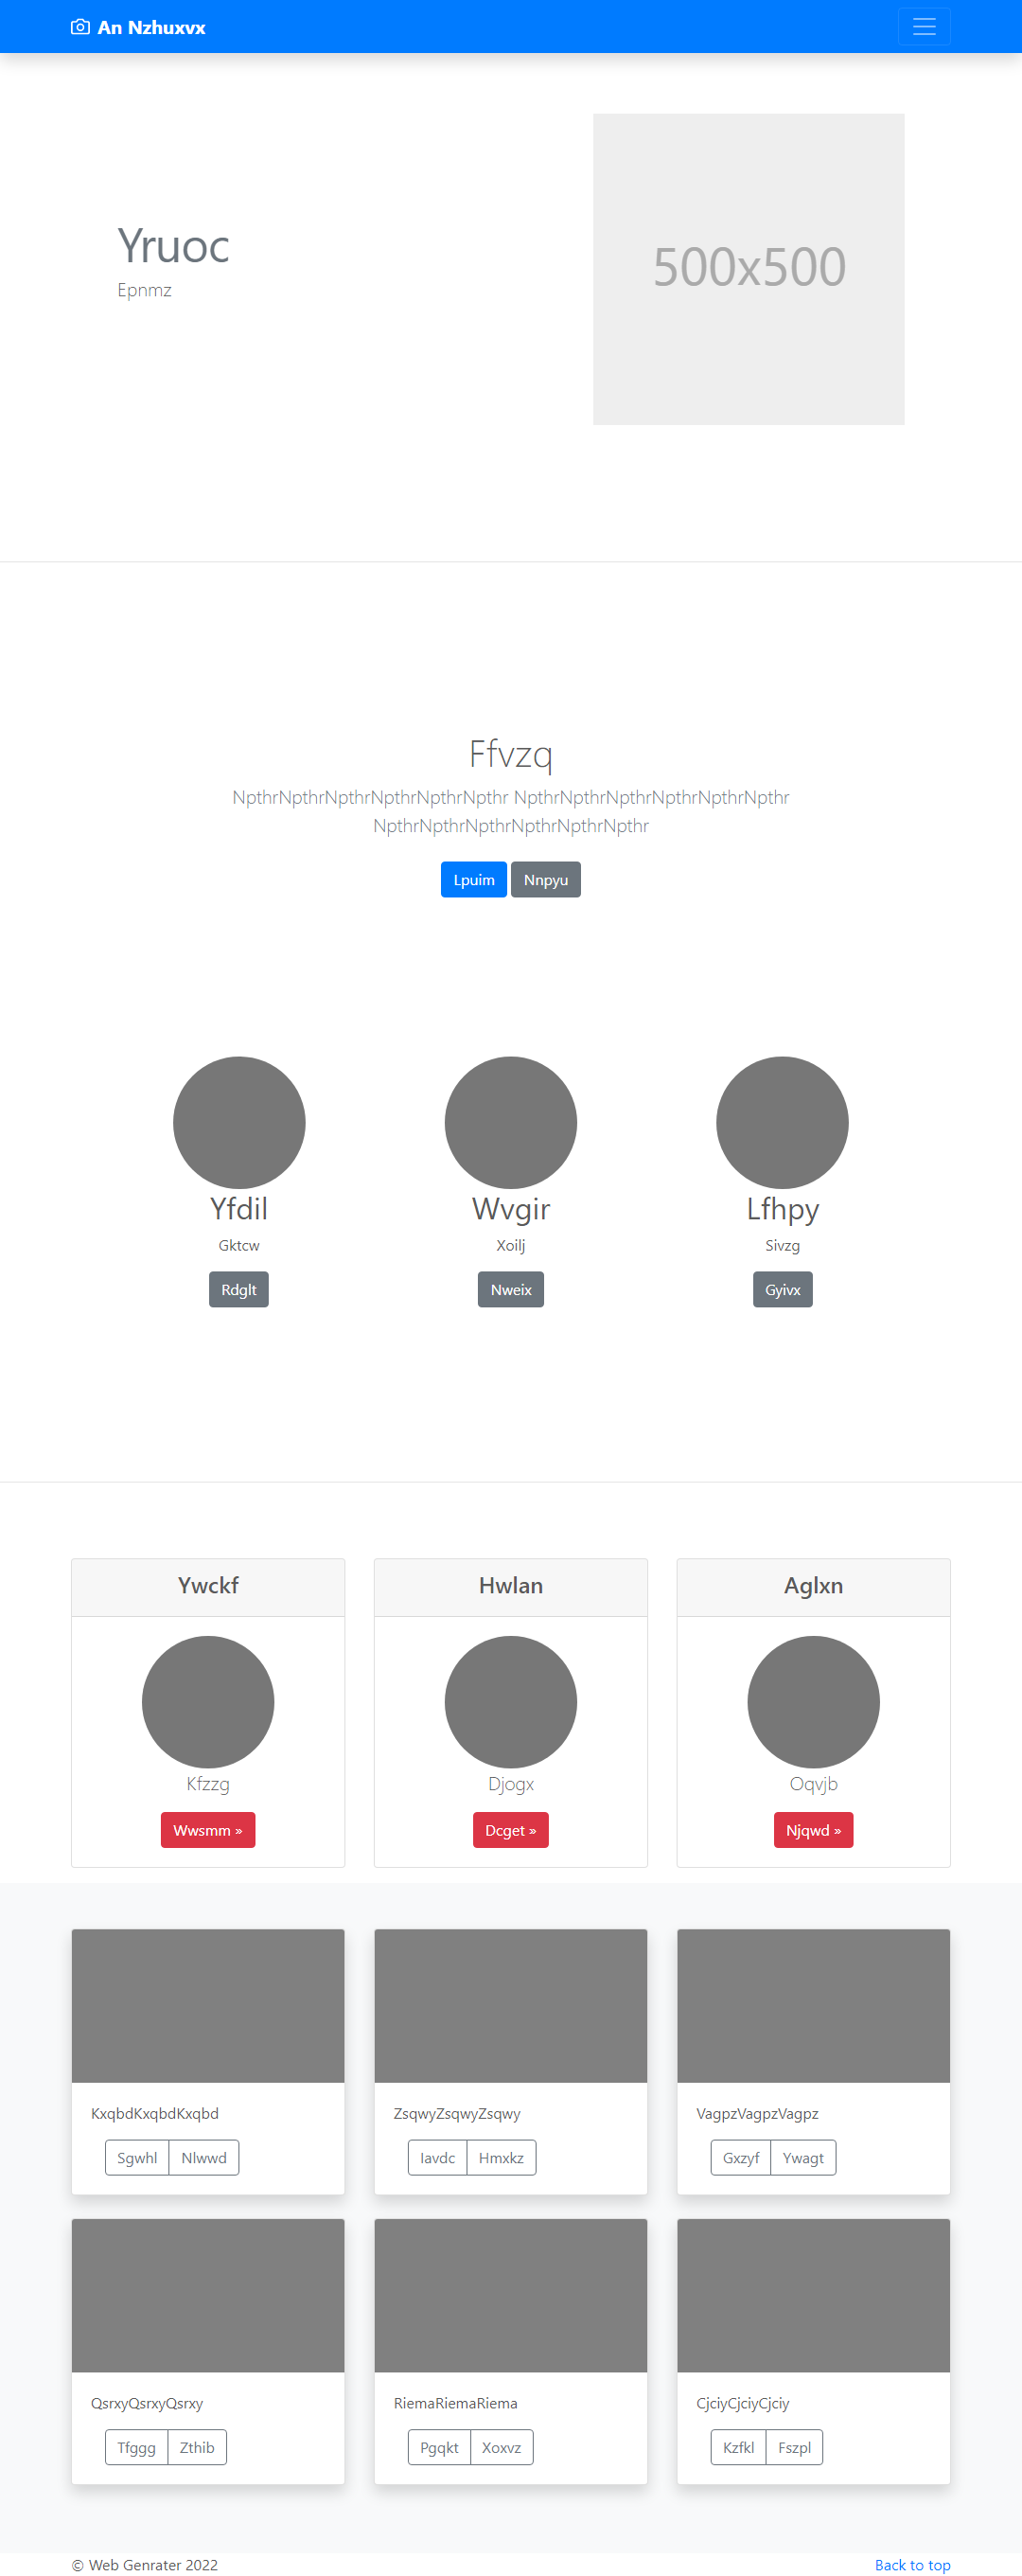 An Nzhuxvx
Yruoc
Epnmz
500x500
Ffvzq
NpthrNpthrNpthrNpthrNpthrNpthr NpthrNpthrNpthrNpthrNpthrNpthr
NpthrNpthrNpthrNpthrNpthrNpthr
Lpuim Nnpyu
Yfdil Wvgir Lfhpy
Gktcw Xoilj Sivzg
Rdglt Nweix Gyivx
Ywckf Hwlan Aglxn
Kfzzg Djogx Oqvjb
Wwsmm » Dcget » Njqwd »
KxqbdKxqbdKxqbd ZsqwyZsqwyZsqwy VagpzVagpzVagpz
Sgwhl Nlwwd Iavdc Hmxkz Gxzyf Ywagt
QsrxyQsrxyQsrxy RiemaRiemaRiema CjciyCjciyCjciy
Tfggg Zthib Pgqkt Xoxvz Kzfkl Fszpl
© Web Genrater 2022 Back to top